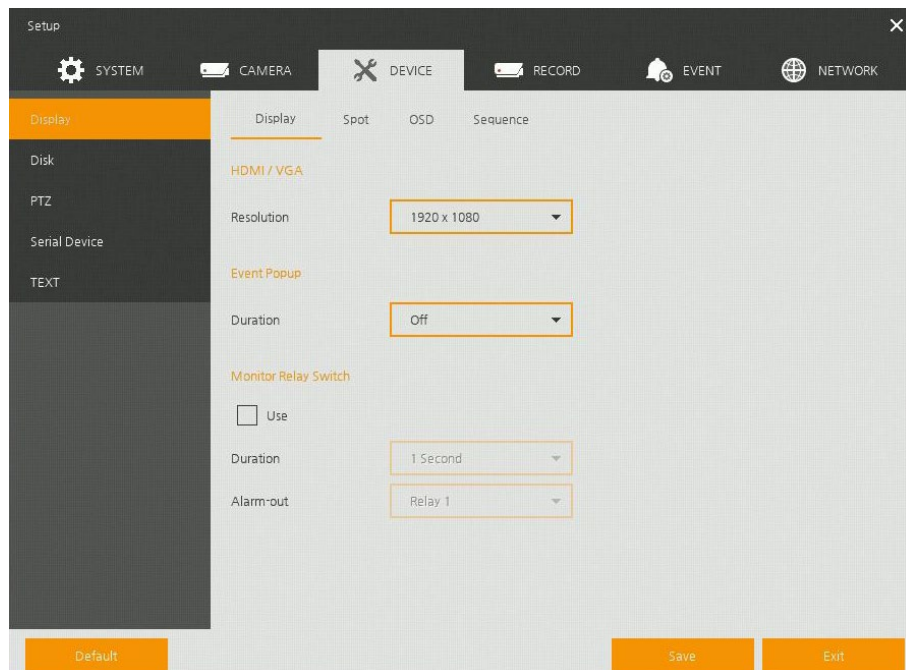 Setup
SYSTEM CAMERA DEVICE RECORD EVENT NETWORK
Display
Disk
PTZ
Serial Device
TEXT
Display Spot OSD Sequence
HDMI / VGA
Resolution 1920 x 1080
Event Popup
Duration Off
Monitor Relay Switch
Use
Duration 1 Second
Alarm-out Relay 1
Default Save Exit